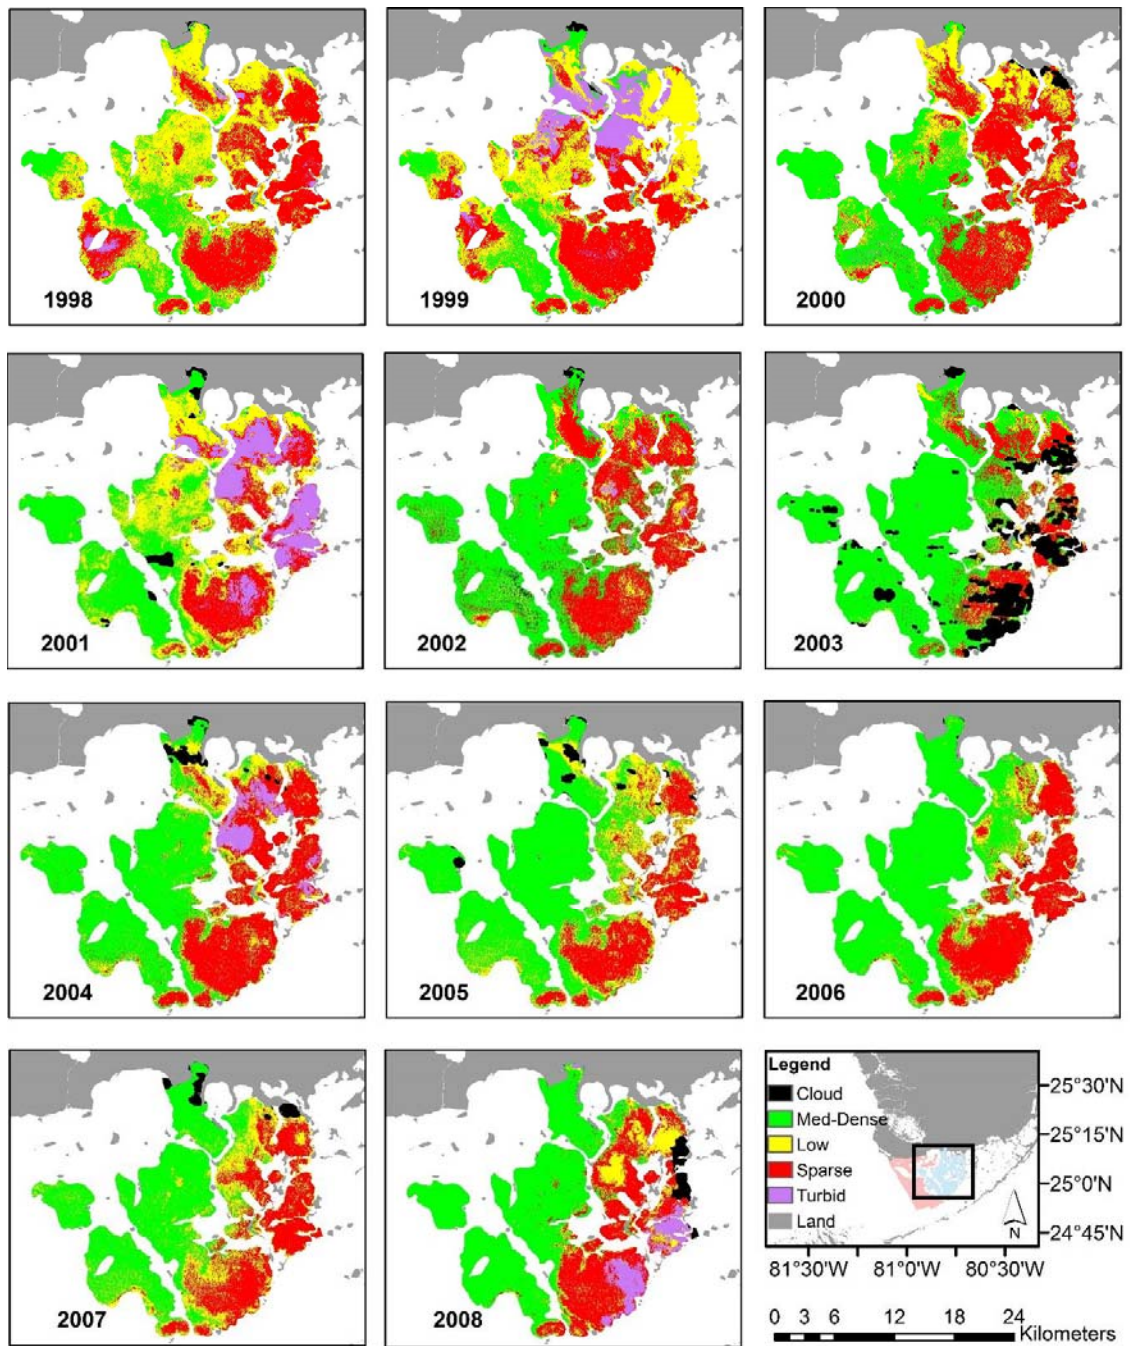 1998
1999
2000
2001
2002
2003
2004
2005
2006
2007
2008
Legend
Cloud
Med-Dense
Low
Sparse
Turbid
Land
25°30'N
25°15'N
25°0'N
24°45'N
N
81°30'W 81°0'W 80°30'W
0 3 6 12 18 24
Kilometers